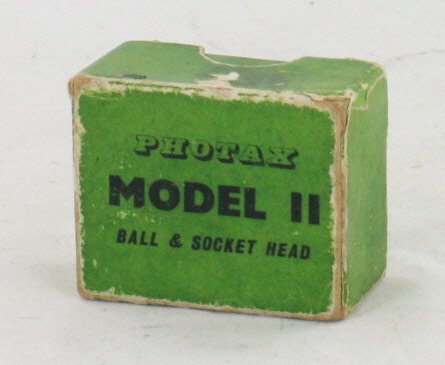 PHOTAX
MODEL II
BALL & SOCKET HEAD